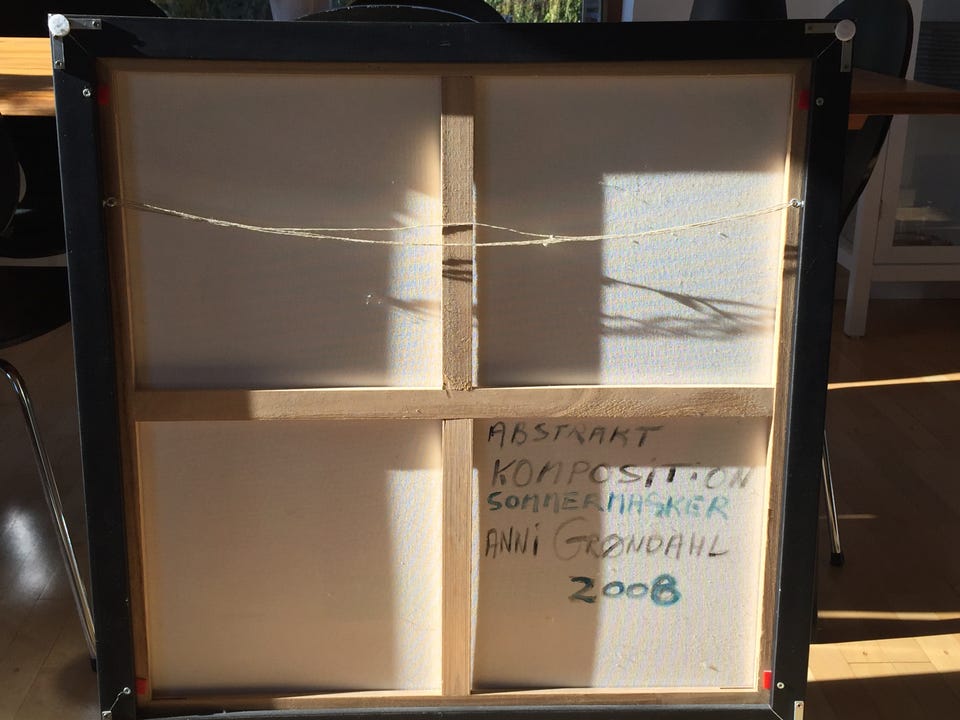 ABSTRAKT
KOMPOSITION
SOMMERMASKER
ANNi GRØNDAHL
2008